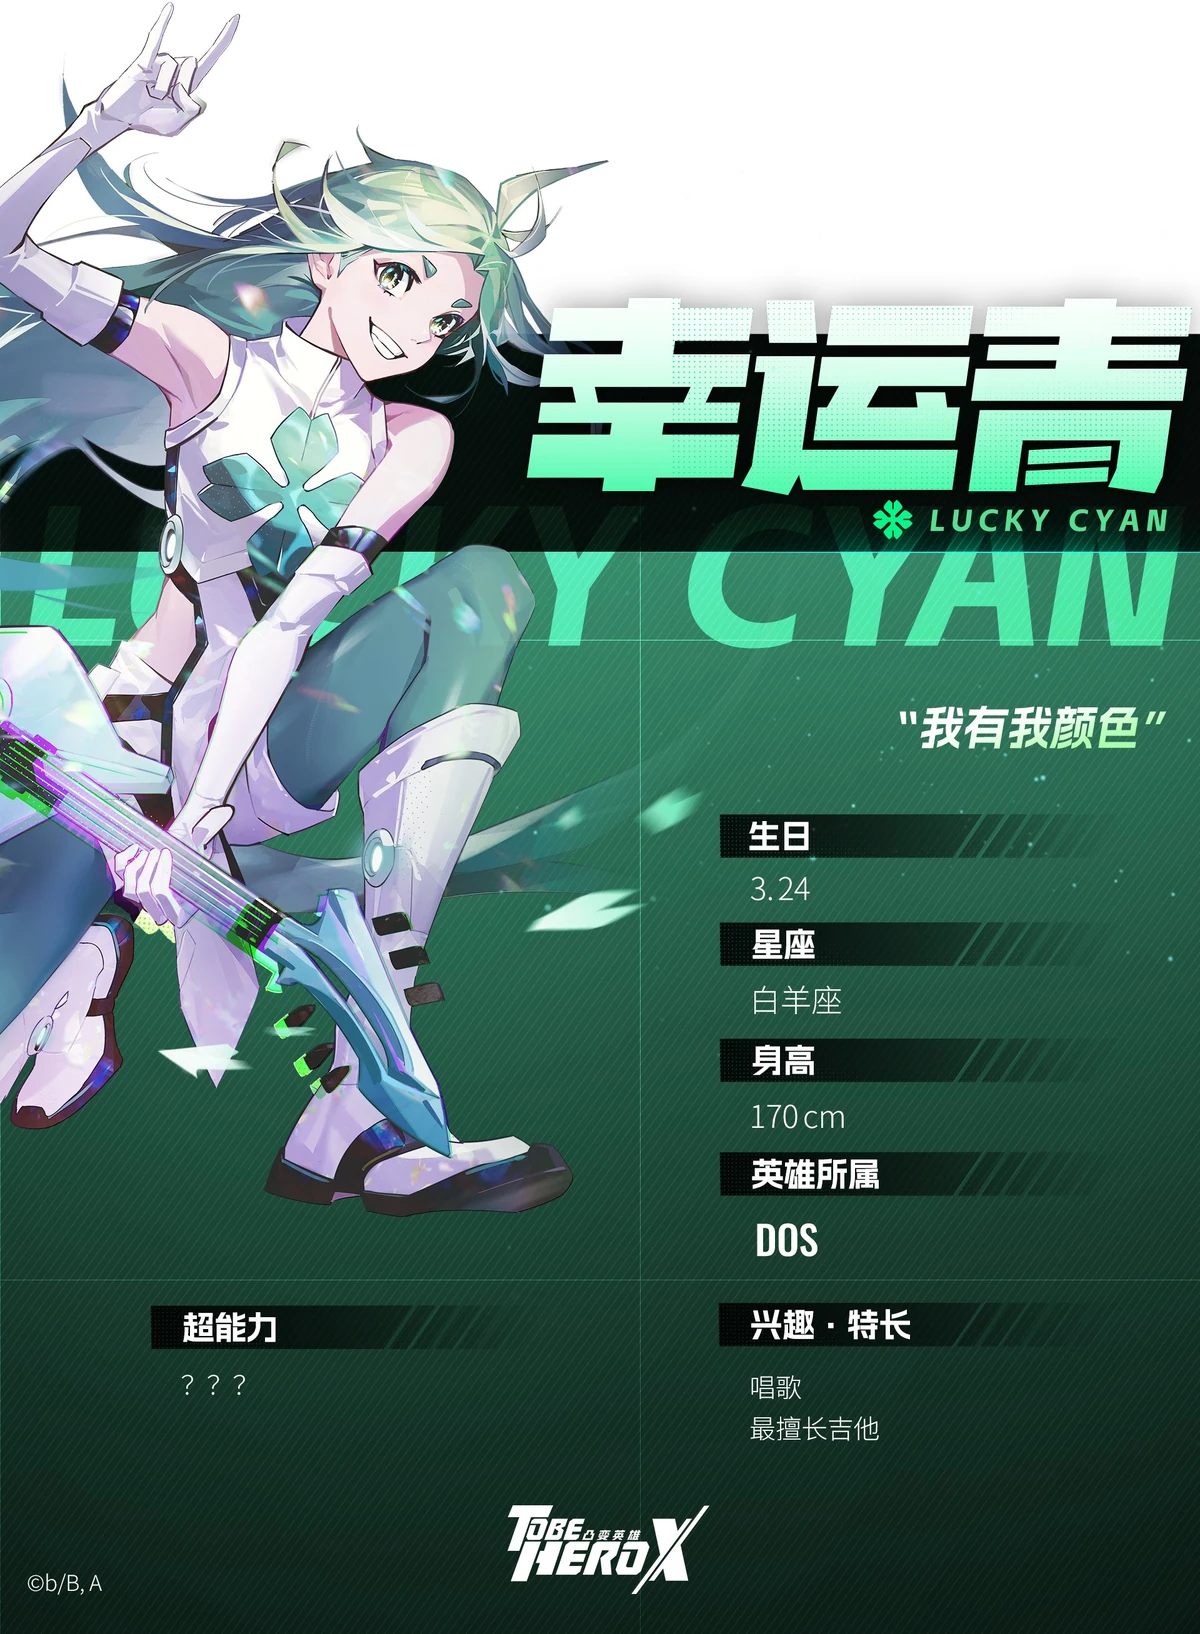 幸运青
LUCKY CYAN
LUCKY CYAN
“我有我颜色”
生日
3.24
星座
白羊座
身高
170cm
英雄所属
DOS
超能力
？？？
兴趣·特长
唱歌
最擅长吉他
TOBE 凸变英雄
HERO X
©b/B, A